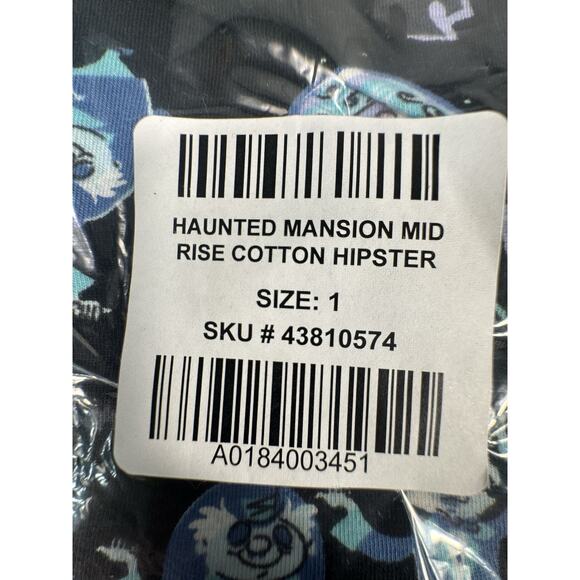 HAUNTED MANSION MID
RISE COTTON HIPSTER
SIZE: 1
SKU # 43810574
A0184003451